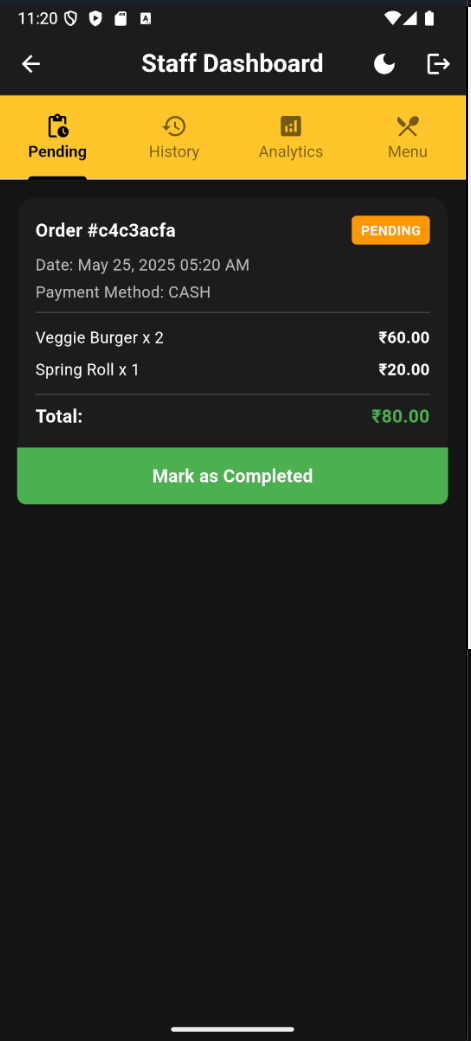 11:20
Staff Dashboard
Pending
History
Analytics
Menu
Order #c4c3acfa
PENDING
Date: May 25, 2025 05:20 AM
Payment Method: CASH
Veggie Burger x 2
₹60.00
Spring Roll x 1
₹20.00
Total:
₹80.00
Mark as Completed